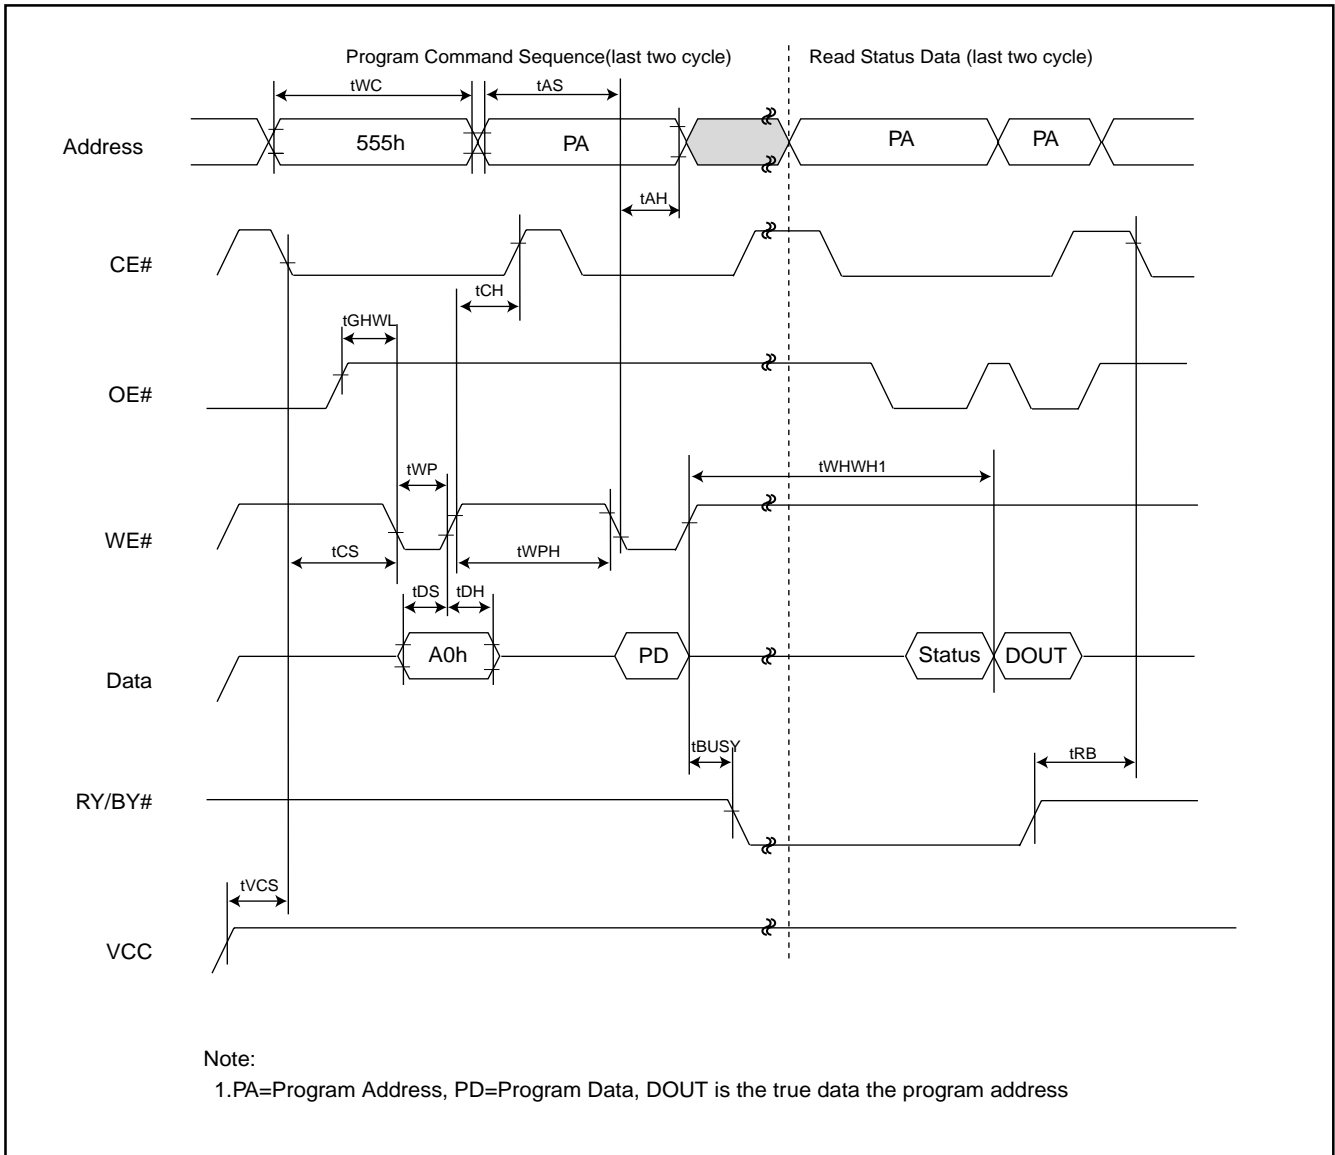 Program Command Sequence(last two cycle)
Read Status Data (last two cycle)
tWC
tAS
Address
555h
PA
PA
PA
tAH
CE#
tCH
tGHWL
OE#
tWP
tWHWH1
WE#
tCS
tWPH
tDS
tDH
Data
A0h
PD
Status
DOUT
tBUSY
tRB
RY/BY#
tVCS
VCC
Note:
1.PA=Program Address, PD=Program Data, DOUT is the true data the program address